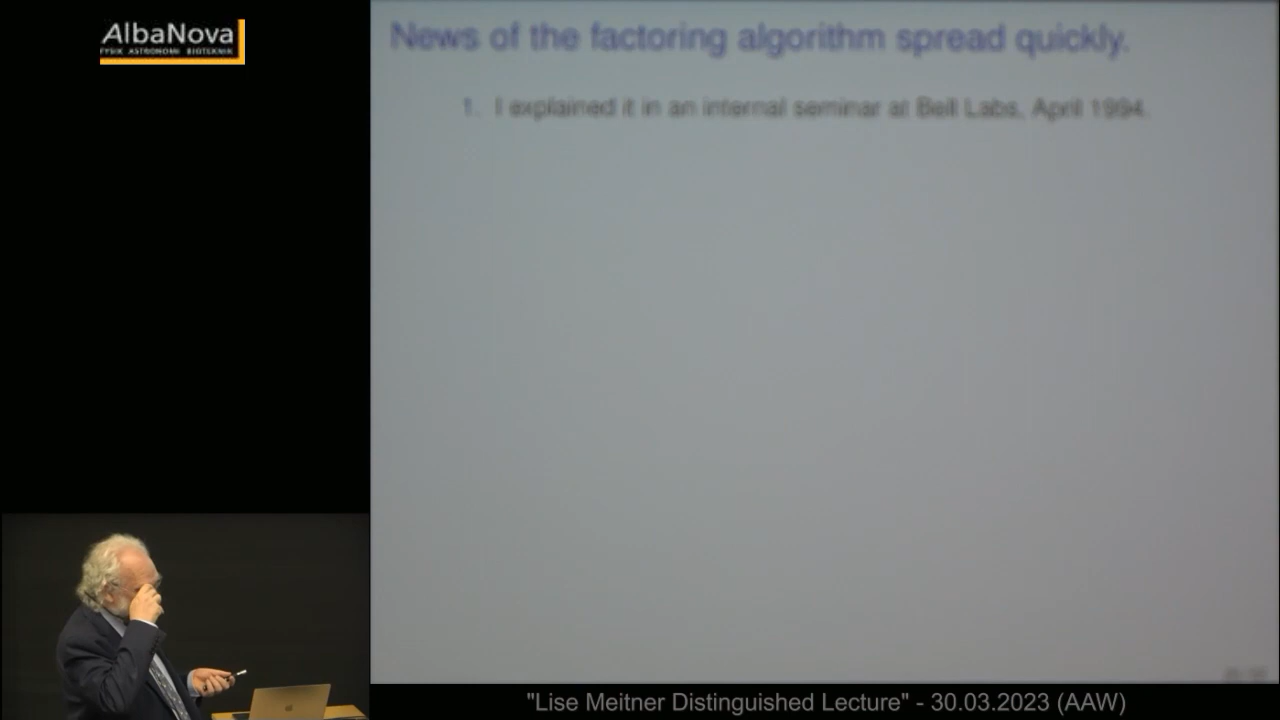 AlbaNova
FYSIK ASTRONOMI BIOTEKNIK
News of the factoring algorithm spread quickly.
1. I explained it in an internal seminar at Bell Labs, April 1994.
"Lise Meitner Distinguished Lecture" - 30.03.2023 (AAW)